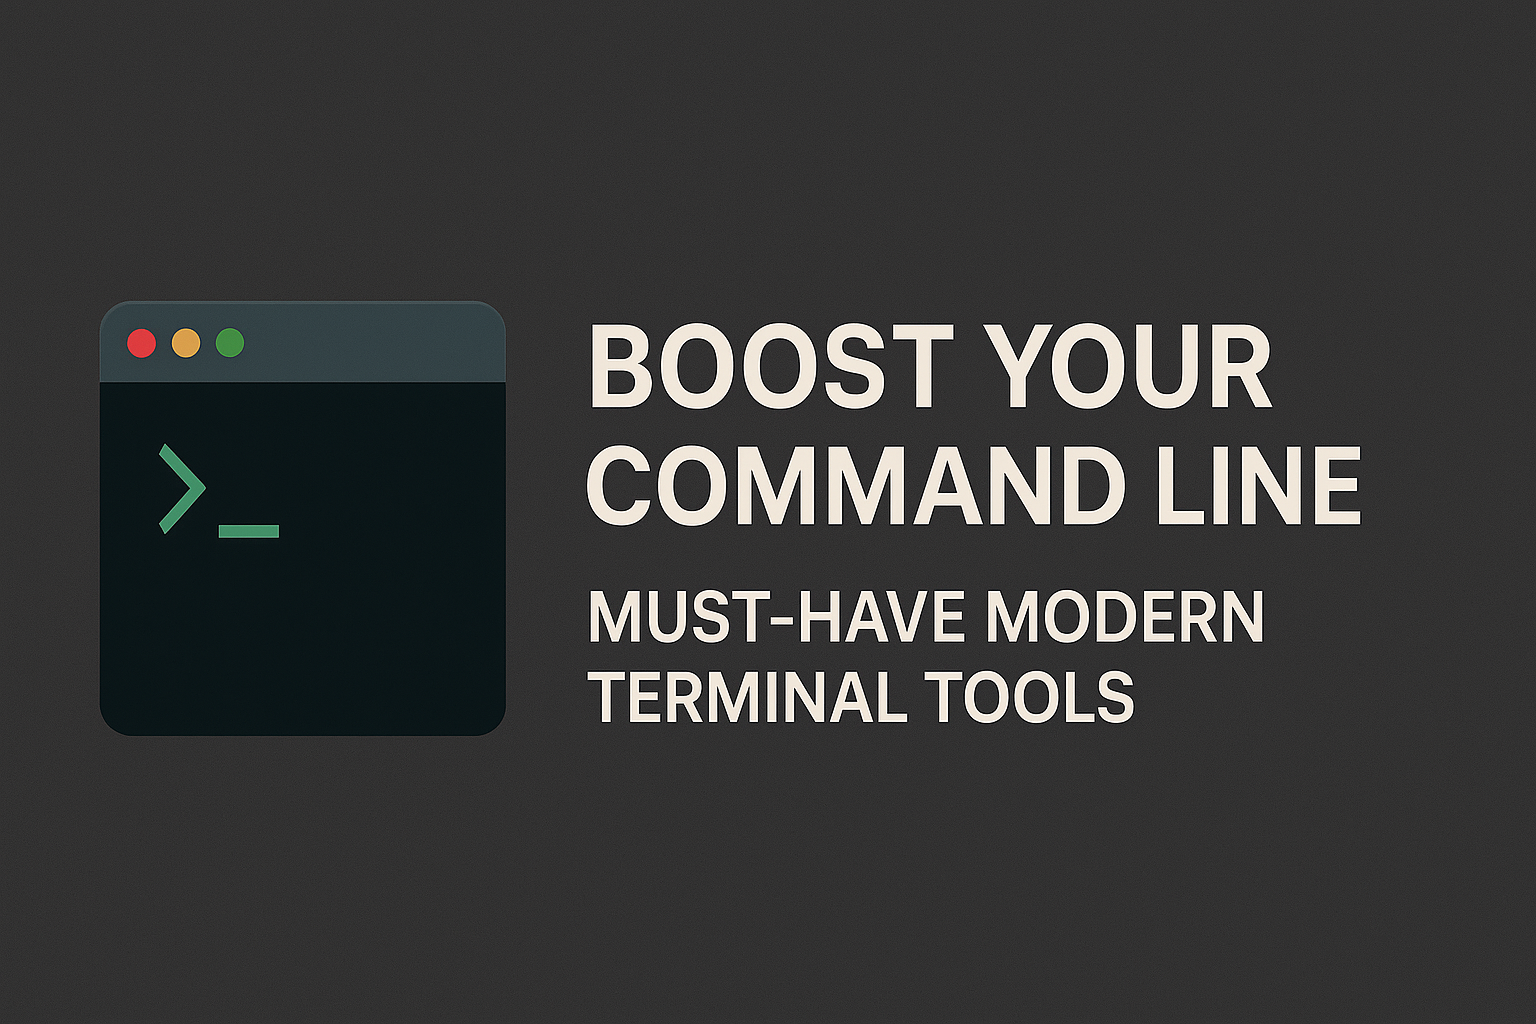 >_
BOOST YOUR
COMMAND LINE
MUST-HAVE MODERN
TERMINAL TOOLS